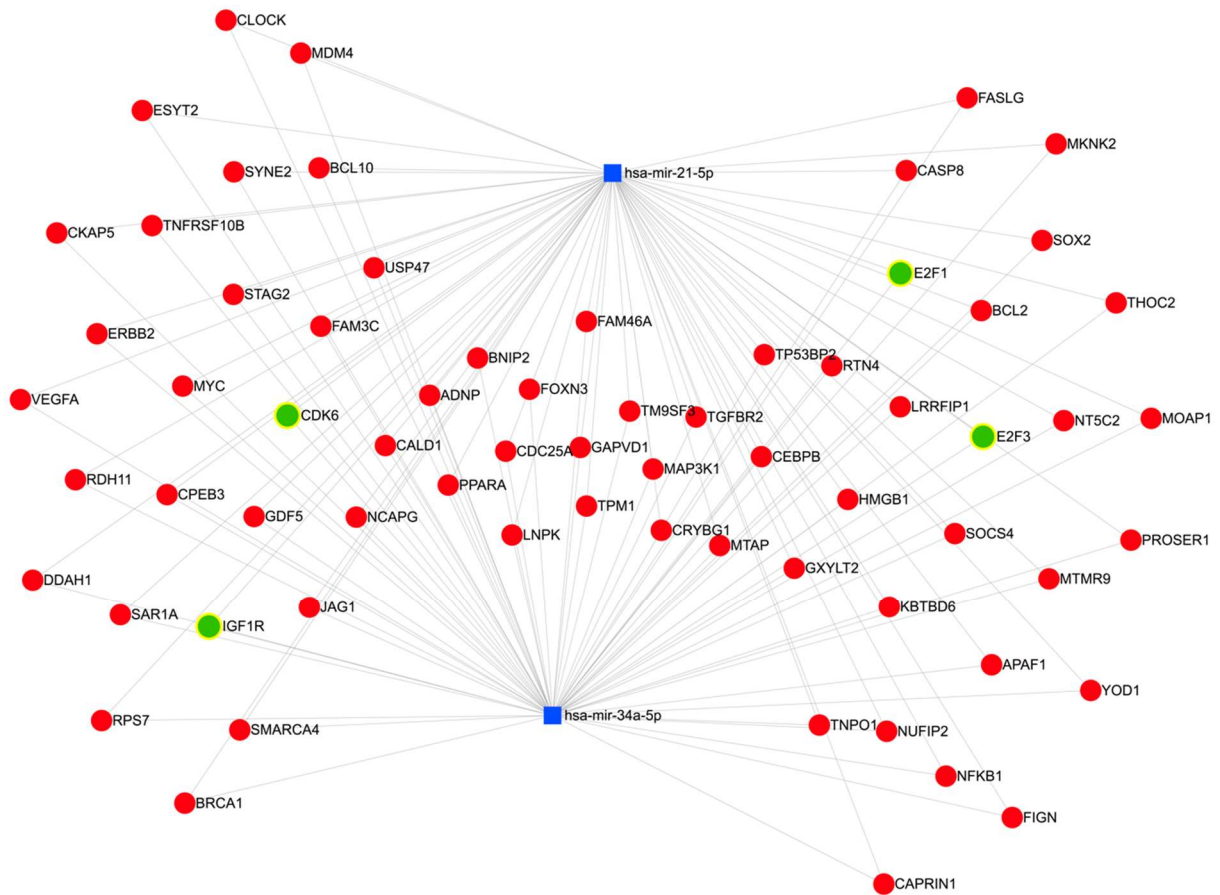 CLOCK
MDM4
FASLG
ESYT2
MKNK2
BCL10
CASP8
SYNE2
hsa-mir-21-5p
TNFRSF10B
CKAP5
SOX2
USP47
E2F1
STAG2
THOC2
BCL2
FAM46A
FAM3C
ERBB2
TP53BP2
BNIP2
RTN4
MYC
FOXN3
ADNP
VEGFA
LRRFIP1
TM9SF3
CDK6
TGFBR2
MOAP1
NT5C2
E2F3
CALD1
GAPVD1
CDC25A
CEBPB
MAP3K1
RDH11
PPARA
CPEB3
HMGB1
TPM1
GDF5
NCAPG
CRYBG1
SOCS4
LNPK
PROSER1
MTAP
GXYLT2
MTMR9
DDAH1
JAG1
KBTBD6
SAR1A
IGF1R
APAF1
YOD1
hsa-mir-34a-5p
RPS7
TNPO1
SMARCA4
NUFIP2
NFKB1
BRCA1
FIGN
CAPRIN1